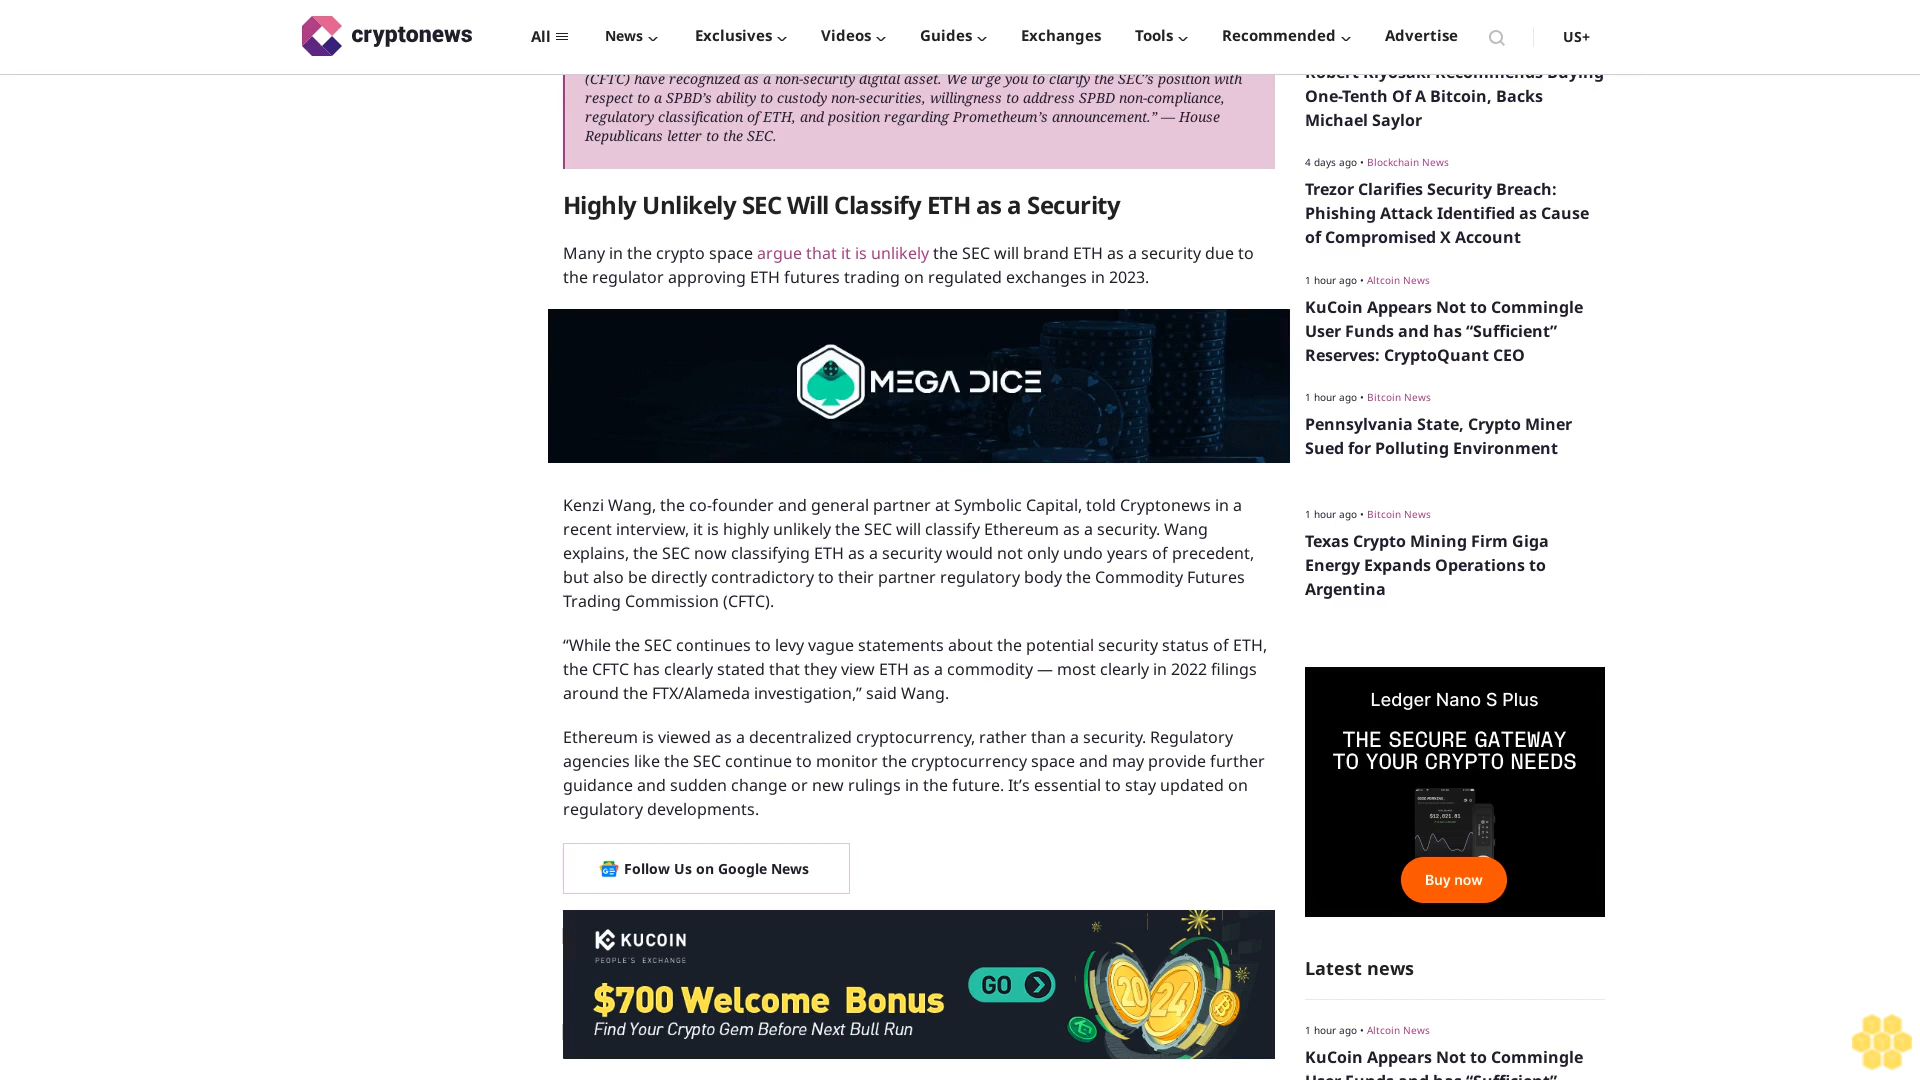 cryptonews
All
News
Exclusives
Videos
Guides
Exchanges
Tools
Recommended
Advertise
US+
(CFTC) have recognized as a non-security digital asset. We urge you to clarify the SEC’s position with
respect to a SPBD’s ability to custody non-securities, willingness to address SPBD non-compliance,
regulatory classification of ETH, and position regarding Prometheum’s announcement.” — House
Republicans letter to the SEC.
Highly Unlikely SEC Will Classify ETH as a Security
Many in the crypto space argue that it is unlikely the SEC will brand ETH as a security due to
the regulator approving ETH futures trading on regulated exchanges in 2023.
MEGA DICE
Kenzi Wang, the co-founder and general partner at Symbolic Capital, told Cryptonews in a
recent interview, it is highly unlikely the SEC will classify Ethereum as a security. Wang
explains, the SEC now classifying ETH as a security would not only undo years of precedent,
but also be directly contradictory to their partner regulatory body the Commodity Futures
Trading Commission (CFTC).
“While the SEC continues to levy vague statements about the potential security status of ETH,
the CFTC has clearly stated that they view ETH as a commodity — most clearly in 2022 filings
around the FTX/Alameda investigation,” said Wang.
Ethereum is viewed as a decentralized cryptocurrency, rather than a security. Regulatory
agencies like the SEC continue to monitor the cryptocurrency space and may provide further
guidance and sudden change or new rulings in the future. It’s essential to stay updated on
regulatory developments.
Follow Us on Google News
KUCOIN
PEOPLE'S EXCHANGE
$700 Welcome Bonus
Find Your Crypto Gem Before Next Bull Run
GO
20 24
Robert Kiyosaki Recommends Buying
One-Tenth Of A Bitcoin, Backs
Michael Saylor
4 days ago • Blockchain News
Trezor Clarifies Security Breach:
Phishing Attack Identified as Cause
of Compromised X Account
1 hour ago • Altcoin News
KuCoin Appears Not to Commingle
User Funds and has “Sufficient”
Reserves: CryptoQuant CEO
1 hour ago • Bitcoin News
Pennsylvania State, Crypto Miner
Sued for Polluting Environment
1 hour ago • Bitcoin News
Texas Crypto Mining Firm Giga
Energy Expands Operations to
Argentina
Ledger Nano S Plus
THE SECURE GATEWAY
TO YOUR CRYPTO NEEDS
$12,821.81
Buy now
Latest news
1 hour ago • Altcoin News
KuCoin Appears Not to Commingle
User Funds and has “Sufficient”